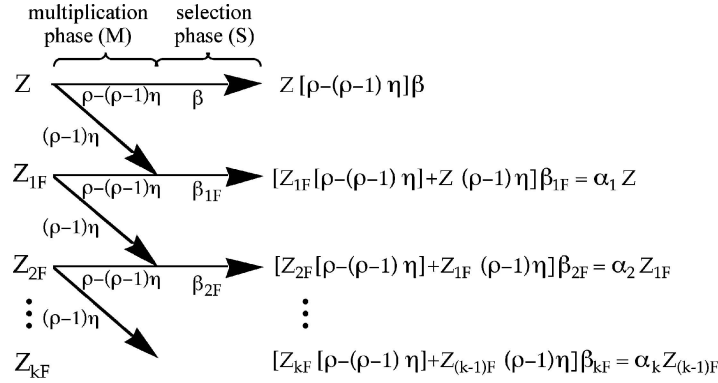 multiplication selection
phase (M) phase (S)
Z ρ–(ρ–1)η β Z [ρ–(ρ–1) η]β
(ρ–1)η
Z1F ρ–(ρ–1)η β1F [Z1F[ρ–(ρ–1) η]+Z (ρ–1)η]β1F = α1 Z
(ρ–1)η
Z2F ρ–(ρ–1)η β2F [Z2F[ρ–(ρ–1) η]+Z1F (ρ–1)η]β2F = α2 Z1F
(ρ–1)η
ZkF [ZkF [ρ–(ρ–1) η]+Z(k-1)F (ρ–1)η]βkF = αkZ(k-1)F